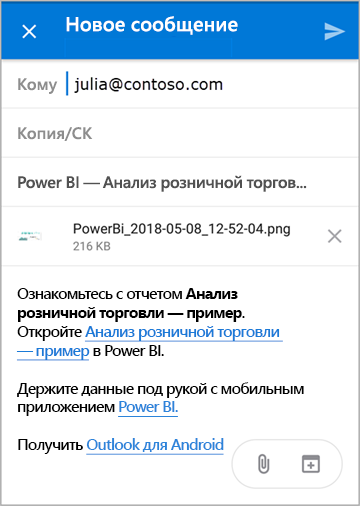 Новое сообщение
Кому julia@contoso.com
Копия/СК
Power BI — Анализ розничной торгов...
PowerBi_2018-05-08_12-52-04.png
216 KB
Ознакомьтесь с отчетом Анализ
розничной торговли — пример.
Откройте Анализ розничной торговли
— пример в Power BI.
Держите данные под рукой с мобильным
приложением Power BI.
Получить Outlook для Android